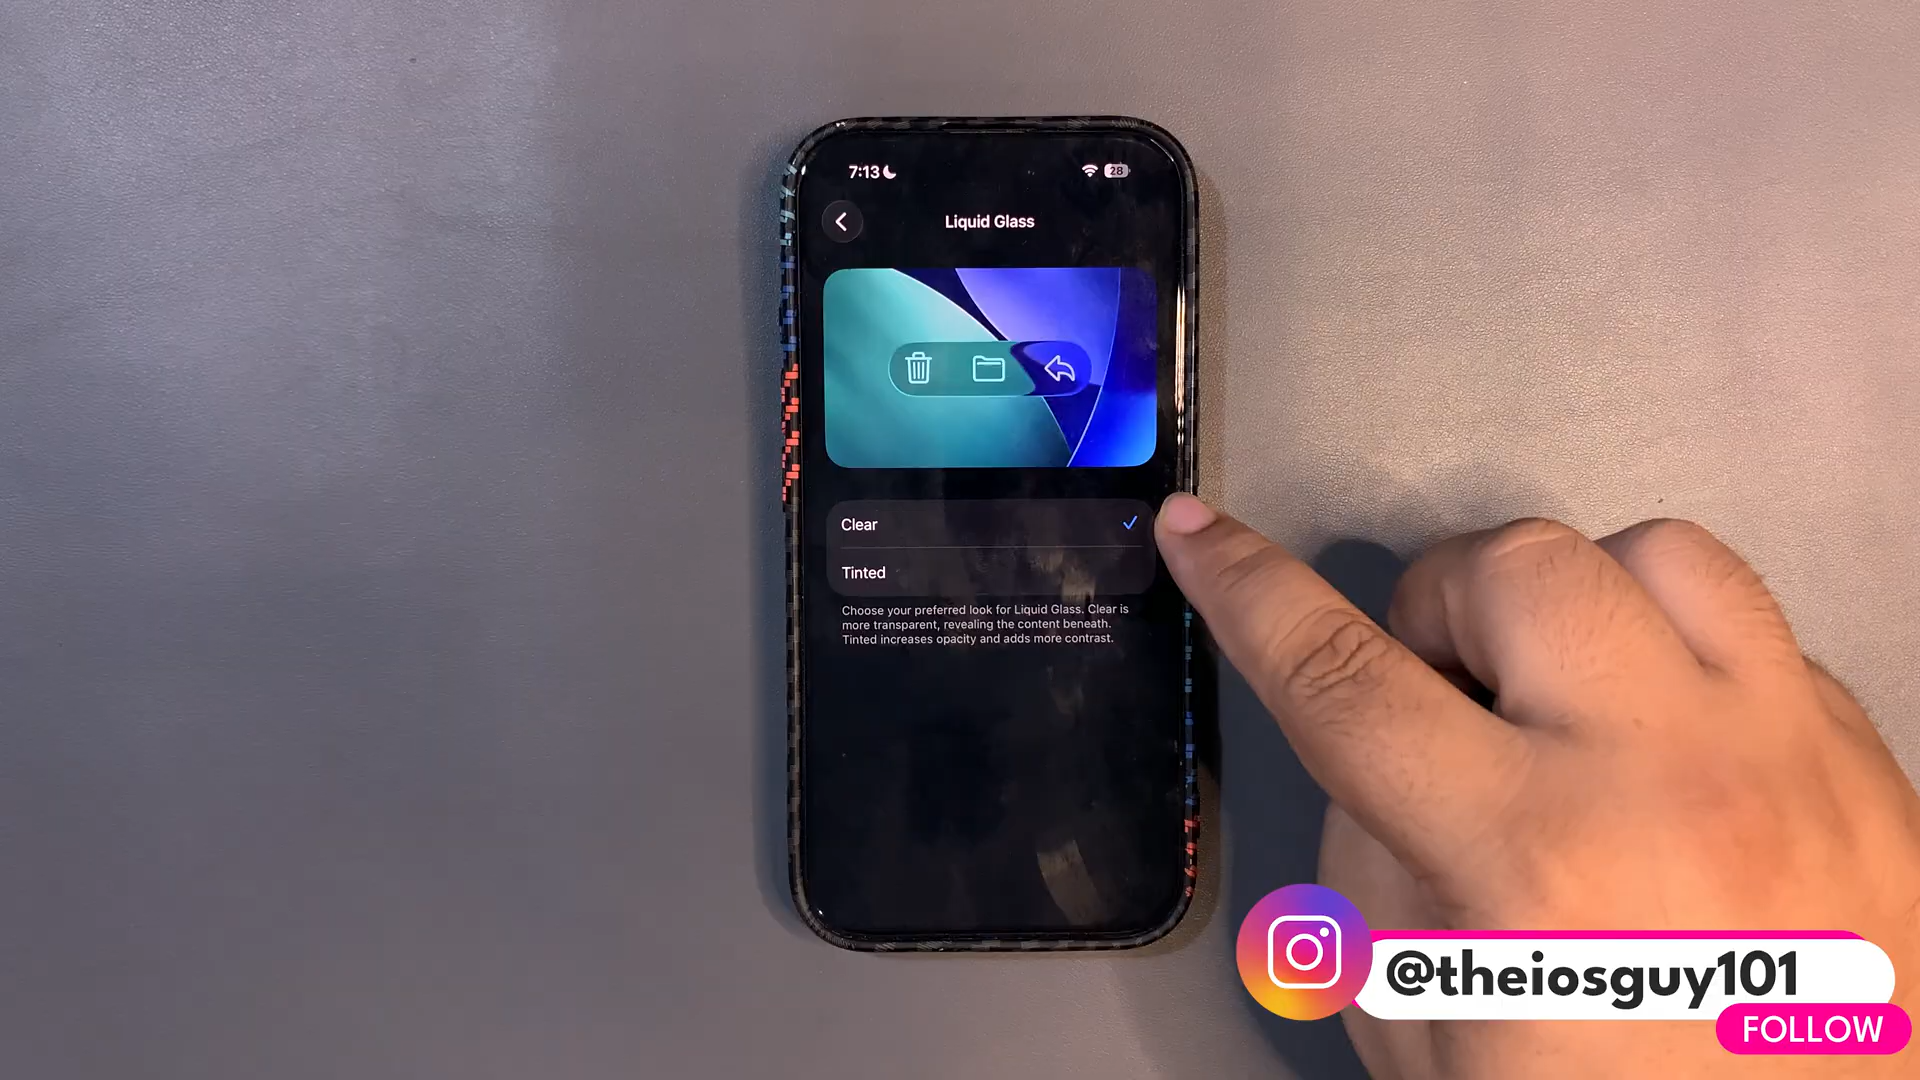 7:13
28
Liquid Glass
Clear
Tinted
Choose your preferred look for Liquid Glass. Clear is
more transparent, revealing the content beneath.
Tinted increases opacity and adds more contrast.
@theiosguy101
FOLLOW